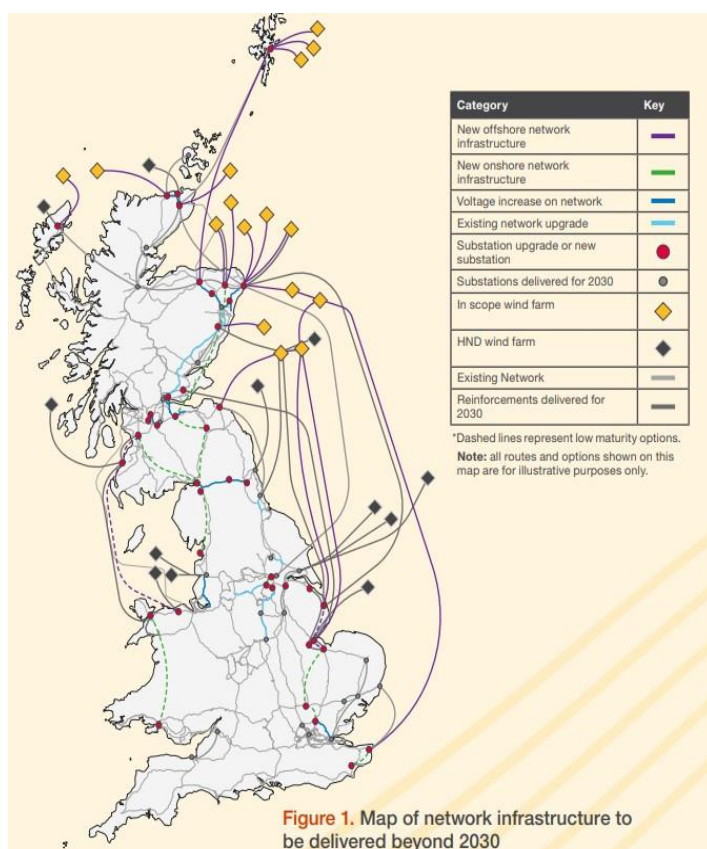 Category Key
New offshore network
infrastructure
New onshore network
infrastructure
Voltage increase on network
Existing network upgrade
Substation upgrade or new
substation
Substations delivered for 2030
In scope wind farm
HND wind farm
Existing Network
Reinforcements delivered for
2030
*Dashed lines represent low maturity options.
Note: all routes and options shown on this
map are for illustrative purposes only.
Figure 1. Map of network infrastructure to
be delivered beyond 2030